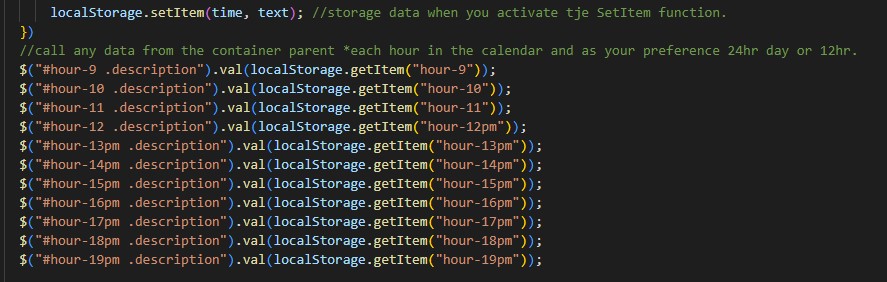 localStorage.setItem(time, text); //storage data when you activate tje SetItem function.
})
//call any data from the container parent *each hour in the calendar and as your preference 24hr day or 12hr.
$("#hour-9 .description").val(localStorage.getItem("hour-9"));
$("#hour-10 .description").val(localStorage.getItem("hour-10"));
$("#hour-11 .description").val(localStorage.getItem("hour-11"));
$("#hour-12 .description").val(localStorage.getItem("hour-12pm"));
$("#hour-13pm .description").val(localStorage.getItem("hour-13pm"));
$("#hour-14pm .description").val(localStorage.getItem("hour-14pm"));
$("#hour-15pm .description").val(localStorage.getItem("hour-15pm"));
$("#hour-16pm .description").val(localStorage.getItem("hour-16pm"));
$("#hour-17pm .description").val(localStorage.getItem("hour-17pm"));
$("#hour-18pm .description").val(localStorage.getItem("hour-18pm"));
$("#hour-19pm .description").val(localStorage.getItem("hour-19pm"));